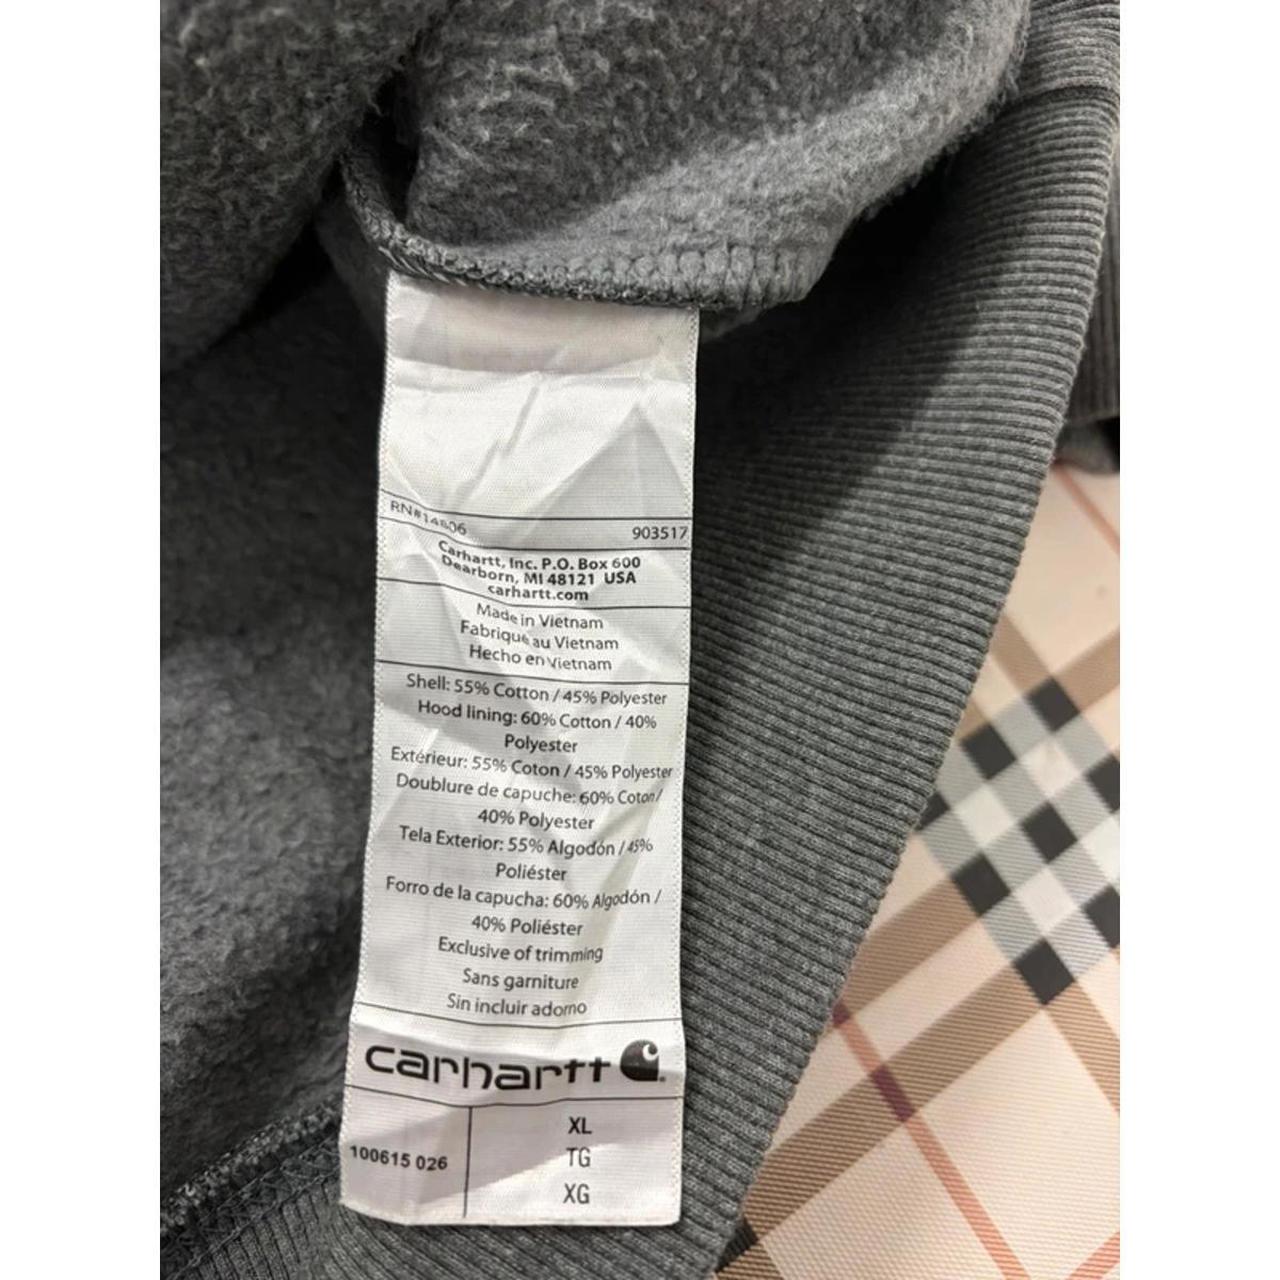 RN#14806
903517
Carhartt, Inc. P.O. Box 600
Dearborn, MI 48121 USA
carhartt.com
Made in Vietnam
Fabriqué au Vietnam
Hecho en Vietnam
Shell: 55% Cotton / 45% Polyester
Hood lining: 60% Cotton / 40%
Polyester
Extérieur: 55% Coton / 45% Polyester
Doublure de capuche: 60% Coton /
40% Polyester
Tela Exterior: 55% Algodón / 45%
Poliéster
Forro de la capucha: 60% Algodón /
40% Poliéster
Exclusive of trimming
Sans garniture
Sin incluir adorno
carhartt
100615 026
XL
TG
XG